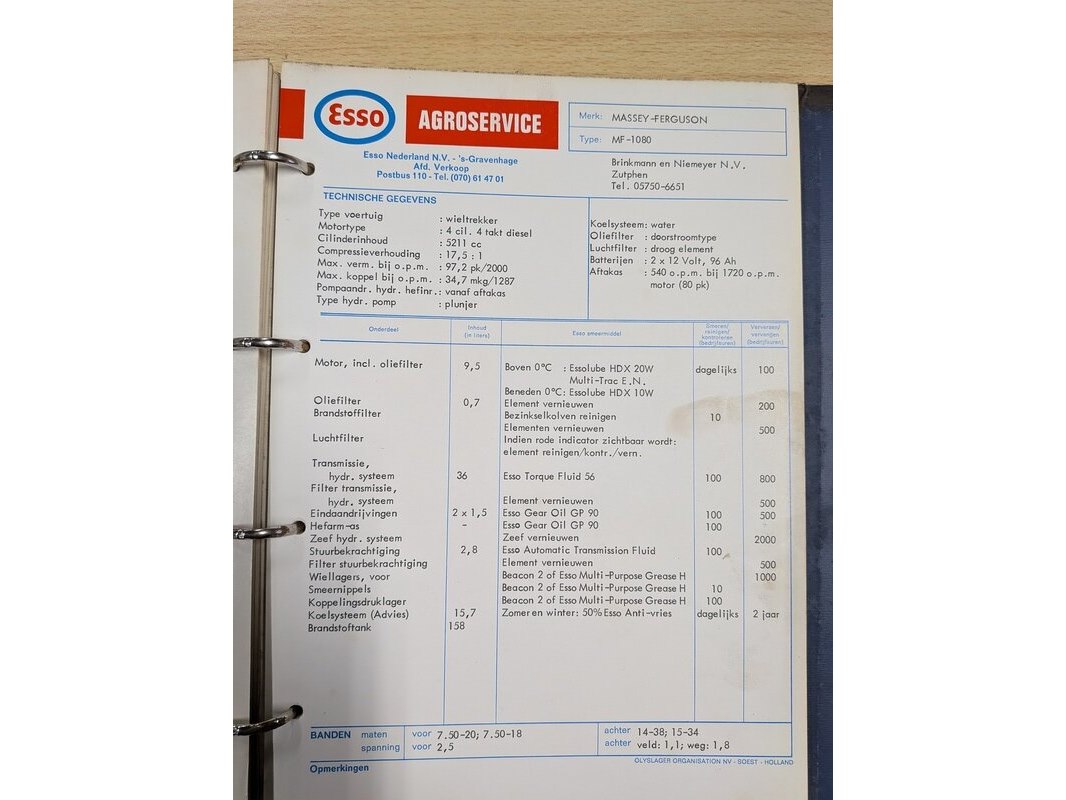 Esso
AGROSERVICE
Merk: MASSEY-FERGUSON
Type: MF-1080
Esso Nederland N.V. - 's-Gravenhage
Afd. Verkoop
Postbus 110 - Tel. (070) 61 47 01
Brinkmann en Niemeyer N.V.
Zutphen
Tel. 05750-6651
TECHNISCHE GEGEVENS
Type voertuig : wieltrekker
Motortype : 4 cil. 4 takt diesel
Cilinderinhoud : 5211 cc
Compressieverhouding : 17,5 : 1
Max. verm. bij o.p.m. : 97,2 pk/2000
Max. koppel bij o.p.m. : 34,7 mkg/1287
Pompaandr. hydr. hefinr.: vanaf aftakas
Type hydr. pomp : plunjer
Koelsysteem: water
Oliefilter : doorstroomtype
Luchtfilter : droog element
Batterijen : 2 x 12 Volt, 96 Ah
Aftakas : 540 o.p.m. bij 1720 o.p.m.
motor (80 pk)
Onderdeel Inhoud (in liters) Esso smeermiddel Smeren/ reinigen/ kontroleren (bedrijfsuren) Verversen/ vervangen (bedrijfsuren)
Motor, incl. oliefilter 9,5 Boven 0°C : Essolube HDX 20W dagelijks 100
Multi-Trac E.N.
Beneden 0°C: Essolube HDX 10W
Oliefilter 0,7 Element vernieuwen 200
Brandstoffilter Bezinkselkolven reinigen 10
Elementen vernieuwen 500
Luchtfilter Indien rode indicator zichtbaar wordt:
element reinigen/kontr./vern.
Transmissie,
hydr. systeem 36 Esso Torque Fluid 56 100 800
Filter transmissie,
hydr. systeem Element vernieuwen 500
Eindaandrijvingen 2 x 1,5 Esso Gear Oil GP 90 100 500
Hefarm-as - Esso Gear Oil GP 90 100
Zeef hydr. systeem Zeef vernieuwen 2000
Stuurbekrachtiging 2,8 Esso Automatic Transmission Fluid 100
Filter stuurbekrachtiging Element vernieuwen 500
Wiellagers, voor Beacon 2 of Esso Multi-Purpose Grease H 1000
Smeernippels Beacon 2 of Esso Multi-Purpose Grease H 10
Koppelingsdruklager Beacon 2 of Esso Multi-Purpose Grease H 100
Koelsysteem (Advies) 15,7 Zomer en winter: 50% Esso Anti-vries dagelijks 2 jaar
Brandstoftank 158
BANDEN maten voor 7.50-20; 7.50-18 achter 14-38; 15-34
spanning voor 2,5 achter veld: 1,1; weg: 1,8
OLYSLAGER ORGANISATION NV - SOEST - HOLLAND
Opmerkingen